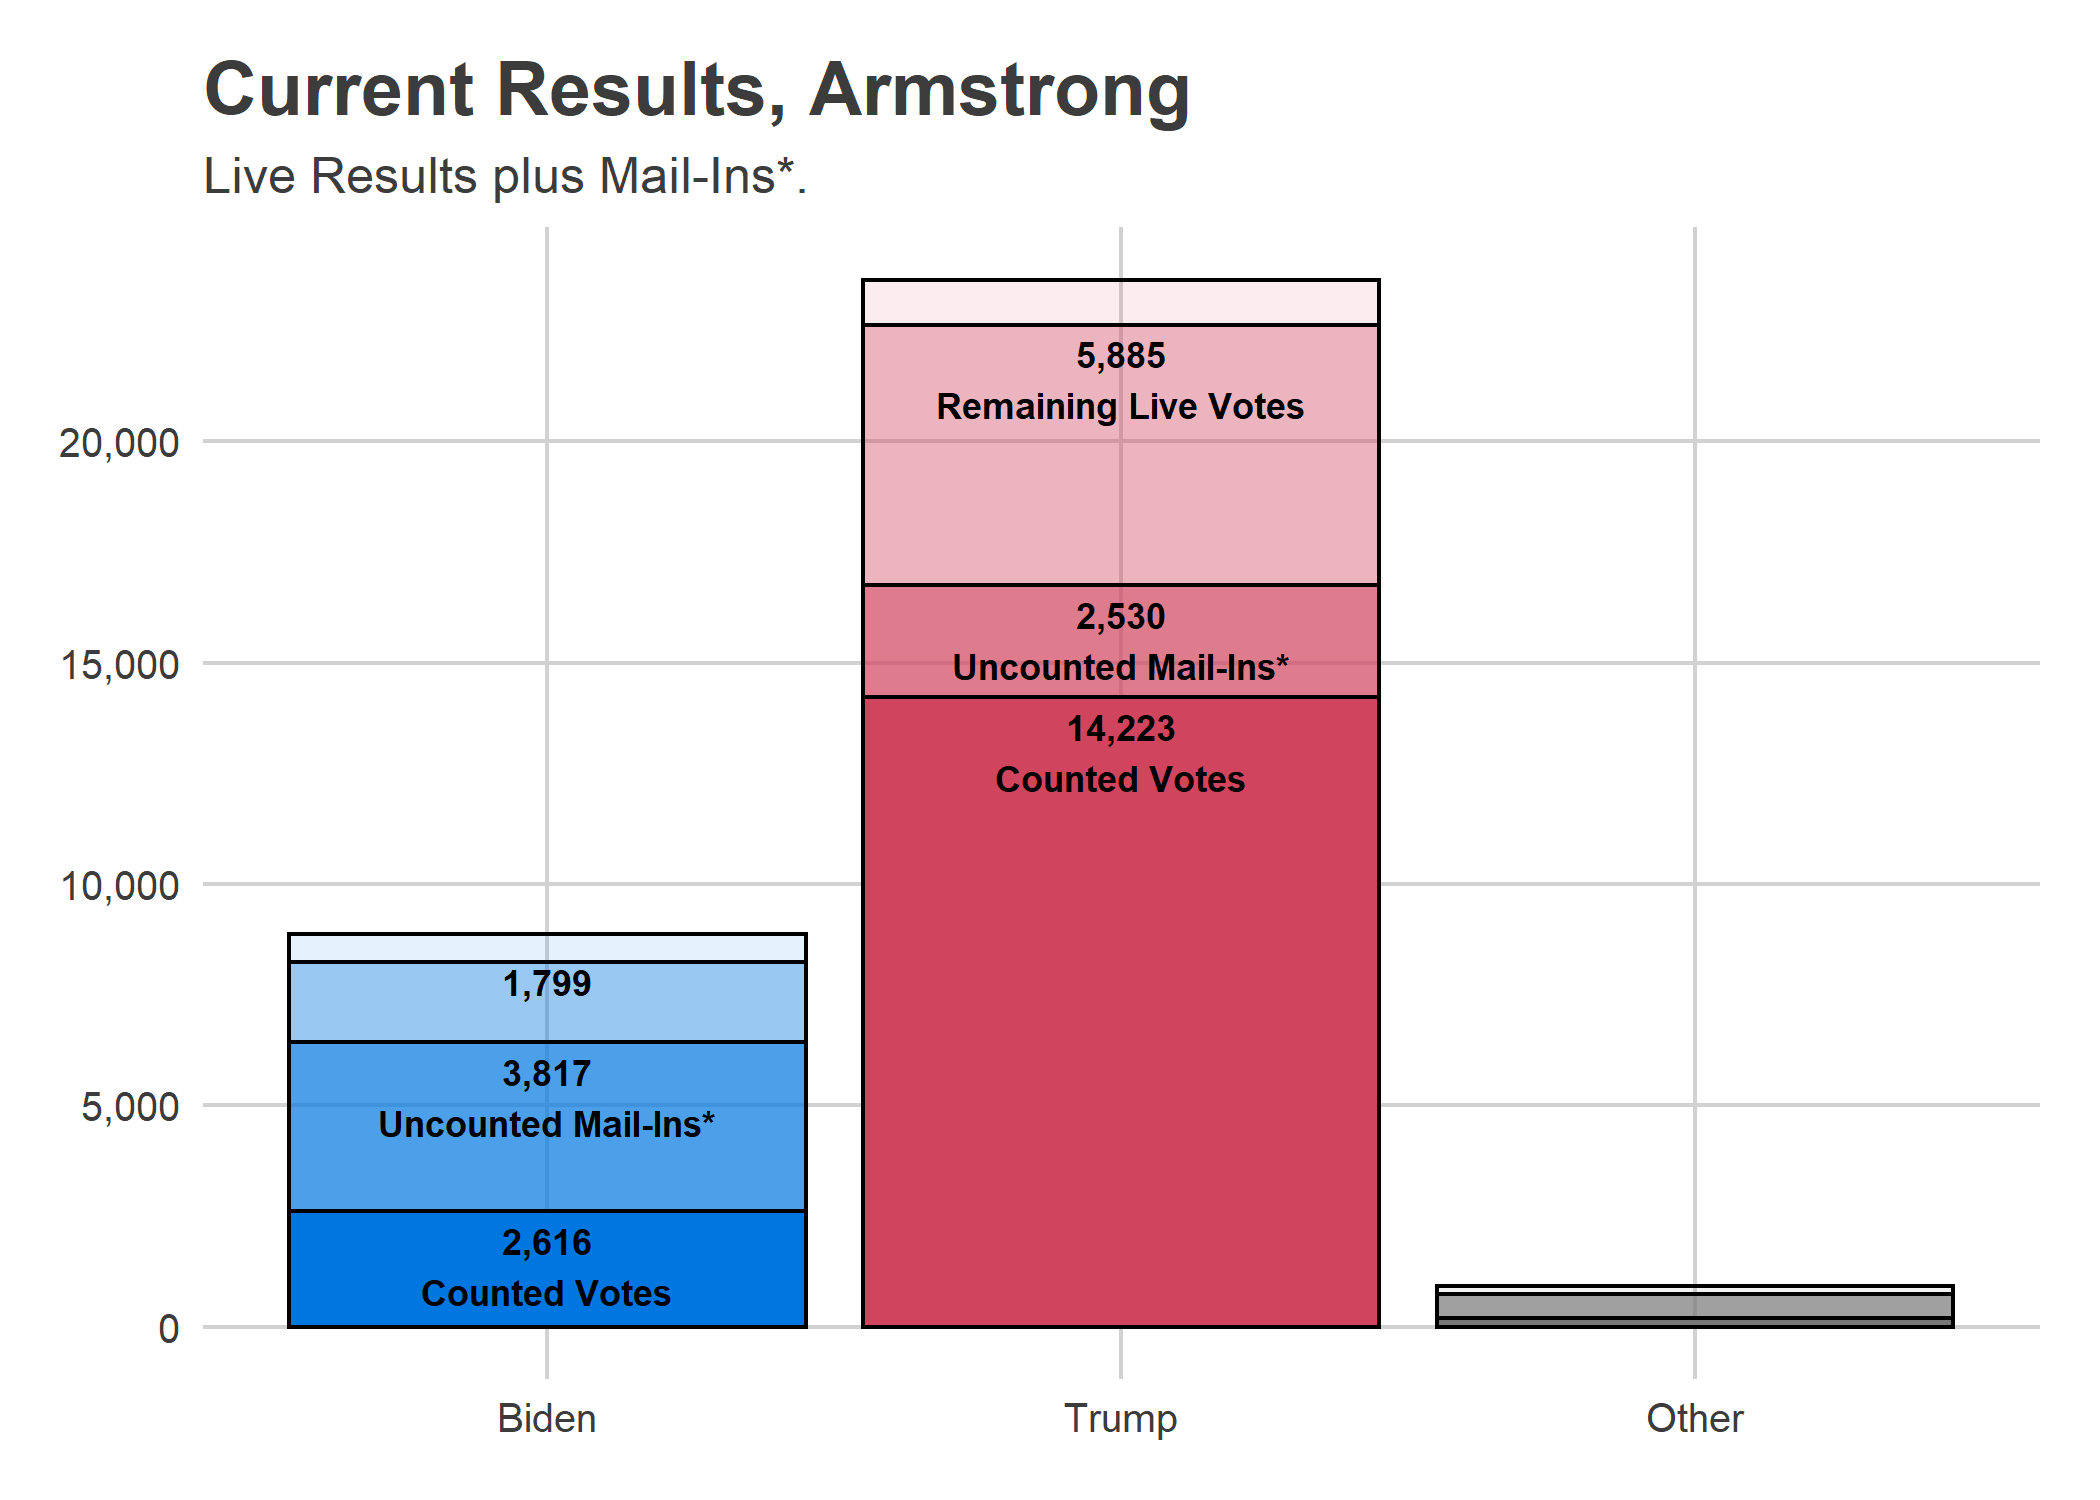 Current Results, Armstrong
Live Results plus Mail-Ins*.
20,000
15,000
10,000
5,000
0
1,799
3,817
Uncounted Mail-Ins*
2,616
Counted Votes
5,885
Remaining Live Votes
2,530
Uncounted Mail-Ins*
14,223
Counted Votes
Biden
Trump
Other